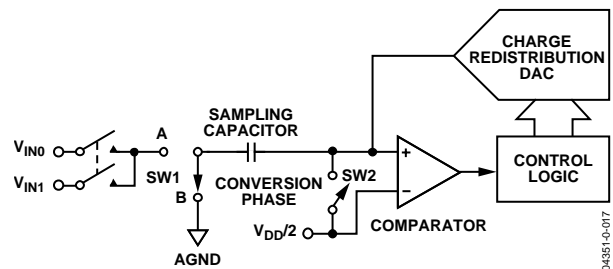 CHARGE
REDISTRIBUTION
DAC
SAMPLING
CAPACITOR
A
VIN0
VIN1
SW1
B
CONVERSION
PHASE
SW2
+
−
CONTROL
LOGIC
COMPARATOR
VDD/2
AGND
04351-0-017